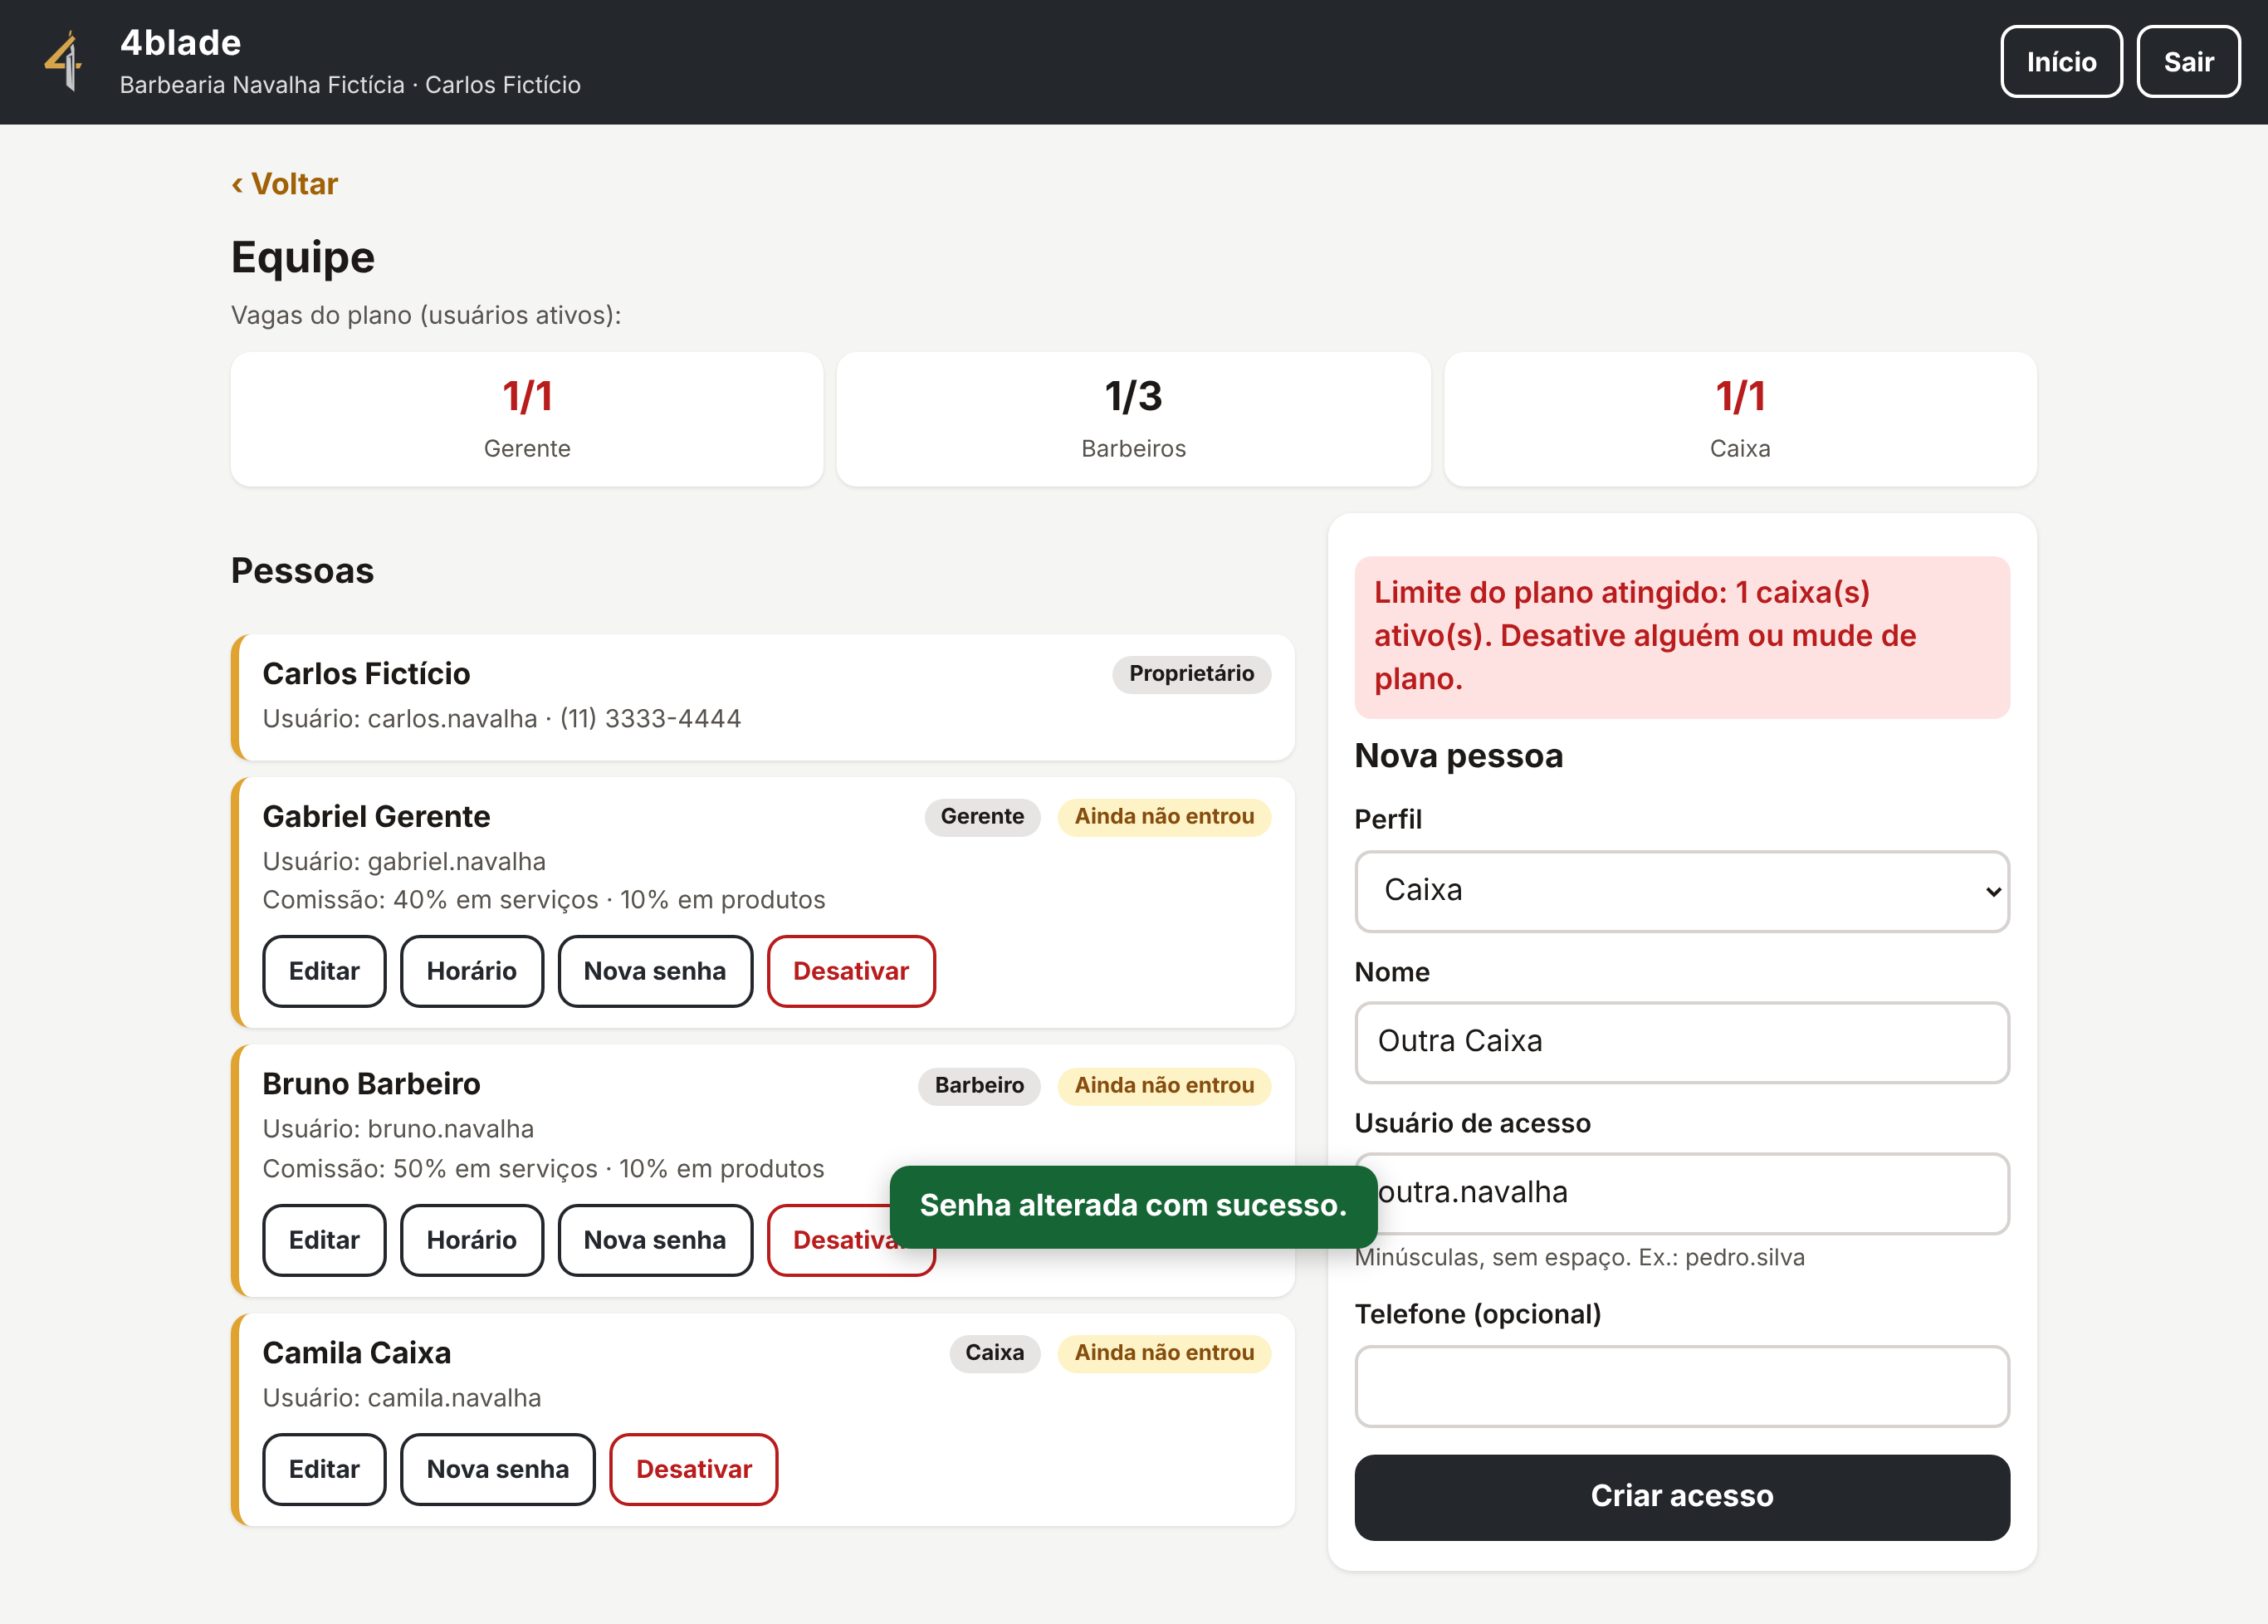 4blade
Barbearia Navalha Fictícia · Carlos Fictício
Início
Sair
‹ Voltar
Equipe
Vagas do plano (usuários ativos):
1/1
Gerente
1/3
Barbeiros
1/1
Caixa
Pessoas
Carlos Fictício
Proprietário
Usuário: carlos.navalha · (11) 3333-4444
Gabriel Gerente
Gerente
Ainda não entrou
Usuário: gabriel.navalha
Comissão: 40% em serviços · 10% em produtos
Editar
Horário
Nova senha
Desativar
Bruno Barbeiro
Barbeiro
Ainda não entrou
Usuário: bruno.navalha
Comissão: 50% em serviços · 10% em produtos
Editar
Horário
Nova senha
Desativar
Senha alterada com sucesso.
Camila Caixa
Caixa
Ainda não entrou
Usuário: camila.navalha
Editar
Nova senha
Desativar
Limite do plano atingido: 1 caixa(s)
ativo(s). Desative alguém ou mude de
plano.
Nova pessoa
Perfil
Caixa
Nome
Outra Caixa
Usuário de acesso
outra.navalha
Minúsculas, sem espaço. Ex.: pedro.silva
Telefone (opcional)
Criar acesso